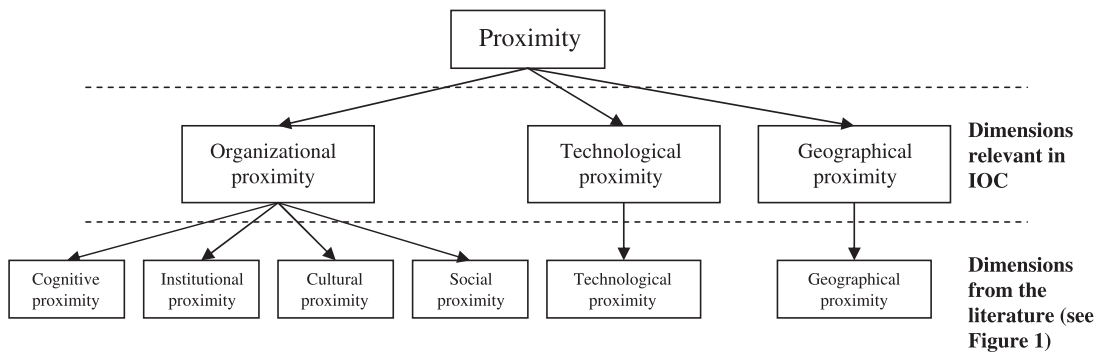 Proximity
Organizational
proximity
Technological
proximity
Geographical
proximity
Dimensions
relevant in
IOC
Cognitive
proximity
Institutional
proximity
Cultural
proximity
Social
proximity
Technological
proximity
Geographical
proximity
Dimensions
from the
literature (see
Figure 1)